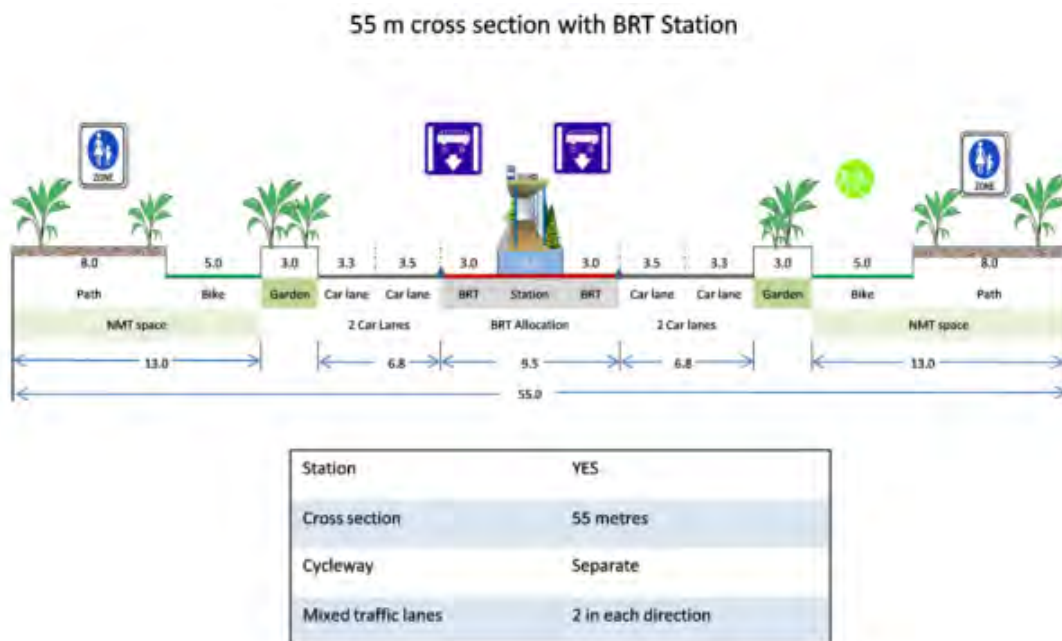 55 m cross section with BRT Station
ZONE
ZONE
8.0 5.0 3.0 3.3 3.5 3.0 3.0 3.5 3.3 3.0 5.0 8.0
Path Bike Garden Car lane Car lane BRT Station BRT Car lane Car lane Garden Bike Path
NMT space 2 Car Lanes BRT Allocation 2 Car lanes NMT space
13.0 6.8 9.5 6.8 13.0
55.0
Station YES
Cross section 55 metres
Cycleway Separate
Mixed traffic lanes 2 in each direction